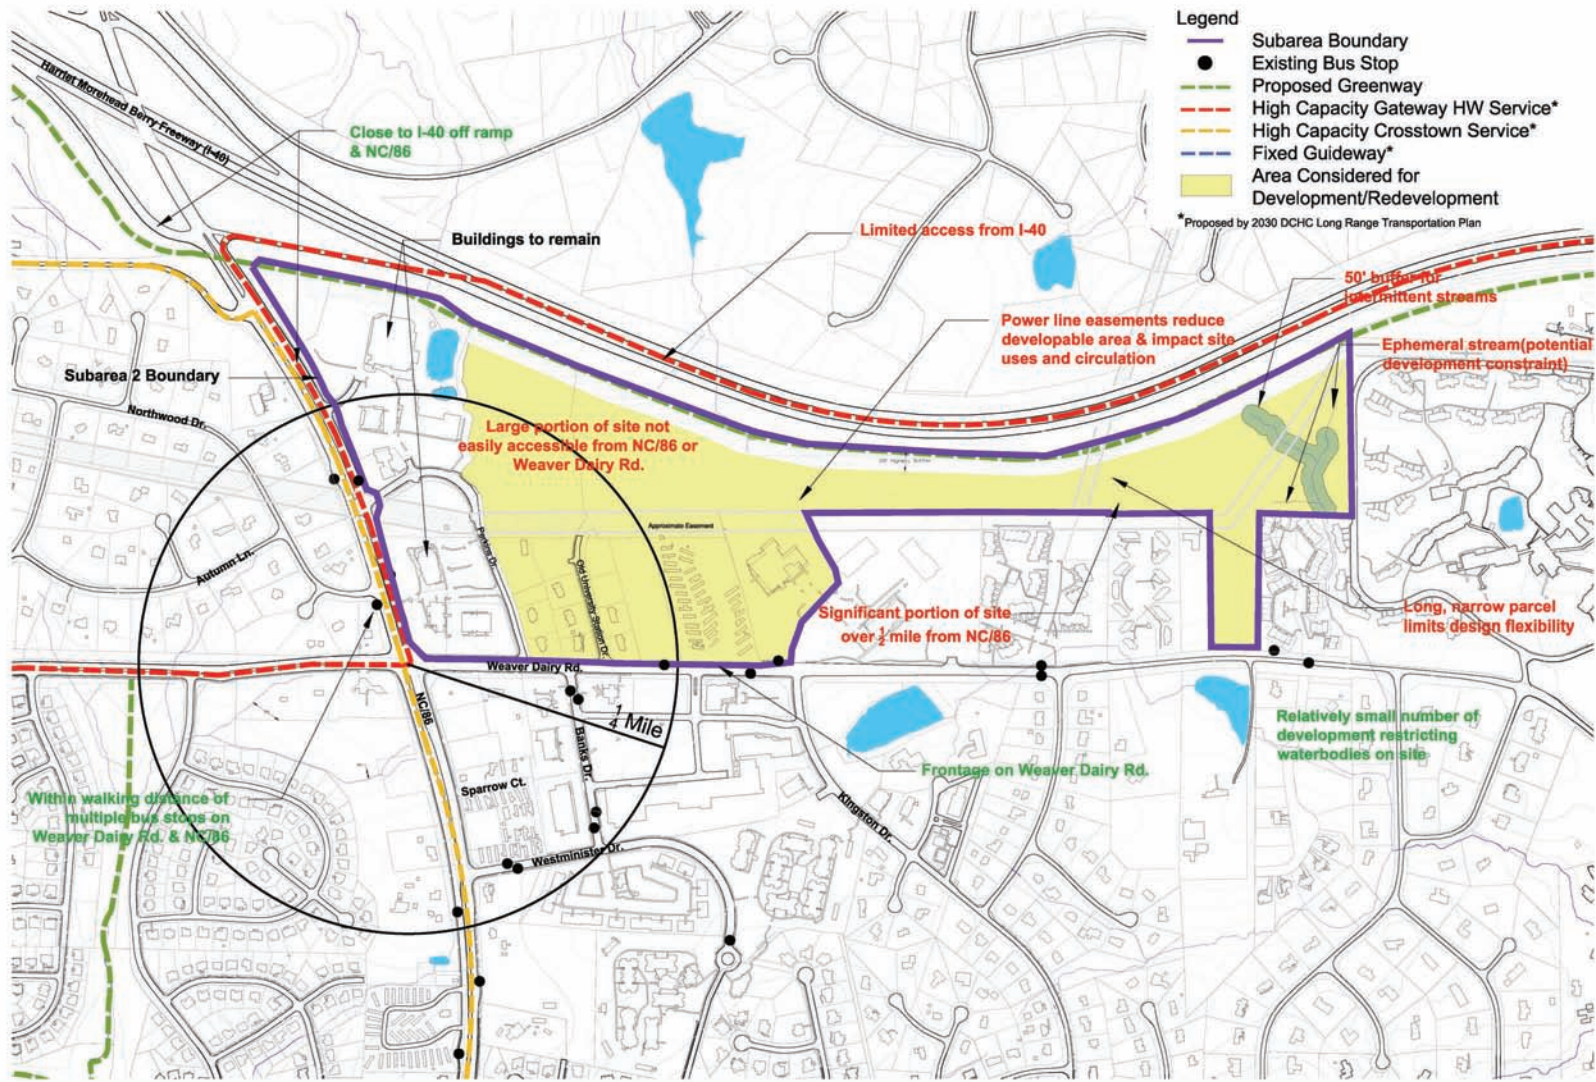 Legend
Subarea Boundary
Existing Bus Stop
Proposed Greenway
High Capacity Gateway HW Service*
High Capacity Crosstown Service*
Fixed Guideway*
Area Considered for
Development/Redevelopment
*Proposed by 2030 DCHC Long Range Transportation Plan
Harriet Morehead Berry Freeway (I-40)
Close to I-40 off ramp
& NC/86
Buildings to remain
Limited access from I-40
50' buffer for
intermittent streams
Power line easements reduce
developable area & impact site
uses and circulation
Ephemeral stream(potential
development constraint)
Subarea 2 Boundary
Northwood Dr.
Large portion of site not
easily accessible from NC/86 or
Weaver Dairy Rd.
Approximate Easement
Perkins Dr.
Old University Station Dr.
Autumn Ln.
Significant portion of site
over ½ mile from NC/86
Long, narrow parcel
limits design flexibility
Weaver Dairy Rd.
NC/86
¼ Mile
Banks Dr.
Relatively small number of
development restricting
waterbodies on site
Frontage on Weaver Dairy Rd.
Sparrow Ct.
Kingston Dr.
Within walking distance of
multiple bus stops on
Weaver Dairy Rd. & NC/86
Westminister Dr.